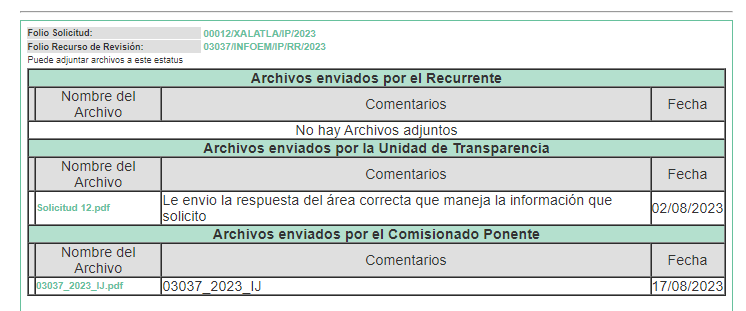 Folio Solicitud: 00012/XALATLA/IP/2023
Folio Recurso de Revisión: 03037/INFOEM/IP/RR/2023
Puede adjuntar archivos a este estatus
Archivos enviados por el Recurrente
Nombre del
Archivo
Comentarios
Fecha
No hay Archivos adjuntos
Archivos enviados por la Unidad de Transparencia
Nombre del
Archivo
Comentarios
Fecha
Solicitud 12.pdf
Le envio la respuesta del área correcta que maneja la información que
solicito
02/08/2023
Archivos enviados por el Comisionado Ponente
Nombre del
Archivo
Comentarios
Fecha
03037_2023_IJ.pdf
03037_2023_IJ
17/08/2023